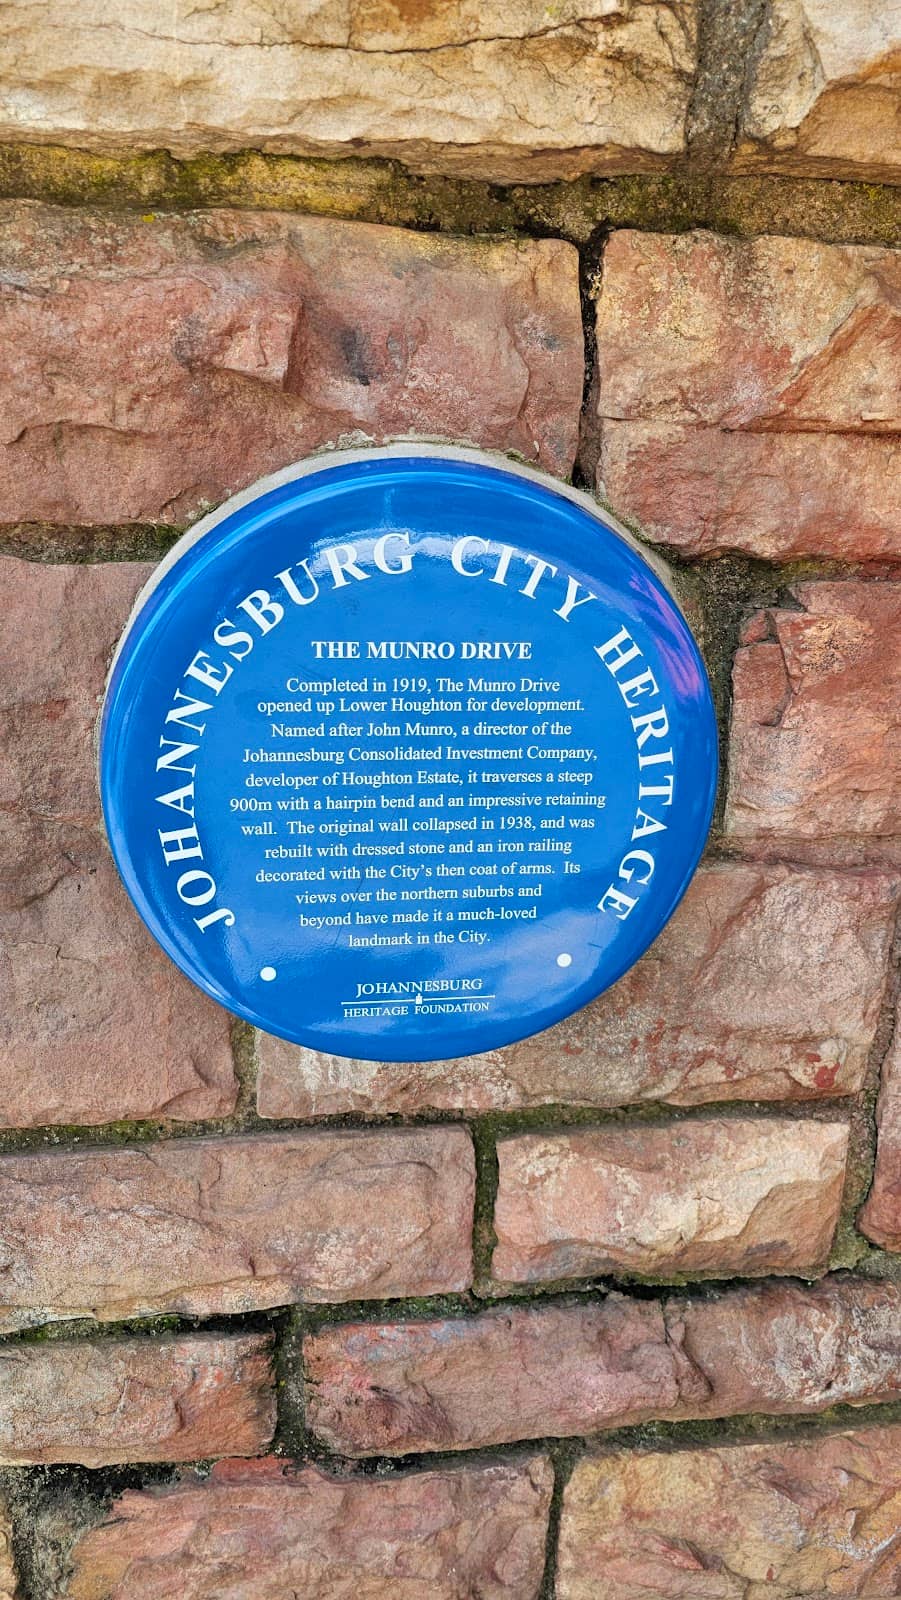 JOHANNESBURG CITY HERITAGE
THE MUNRO DRIVE
Completed in 1919, The Munro Drive
opened up Lower Houghton for development.
Named after John Munro, a director of the
Johannesburg Consolidated Investment Company,
developer of Houghton Estate, it traverses a steep
900m with a hairpin bend and an impressive retaining
wall.  The original wall collapsed in 1938, and was
rebuilt with dressed stone and an iron railing
decorated with the City's then coat of arms.  Its
views over the northern suburbs and
beyond have made it a much-loved
landmark in the City.
JOHANNESBURG
HERITAGE FOUNDATION